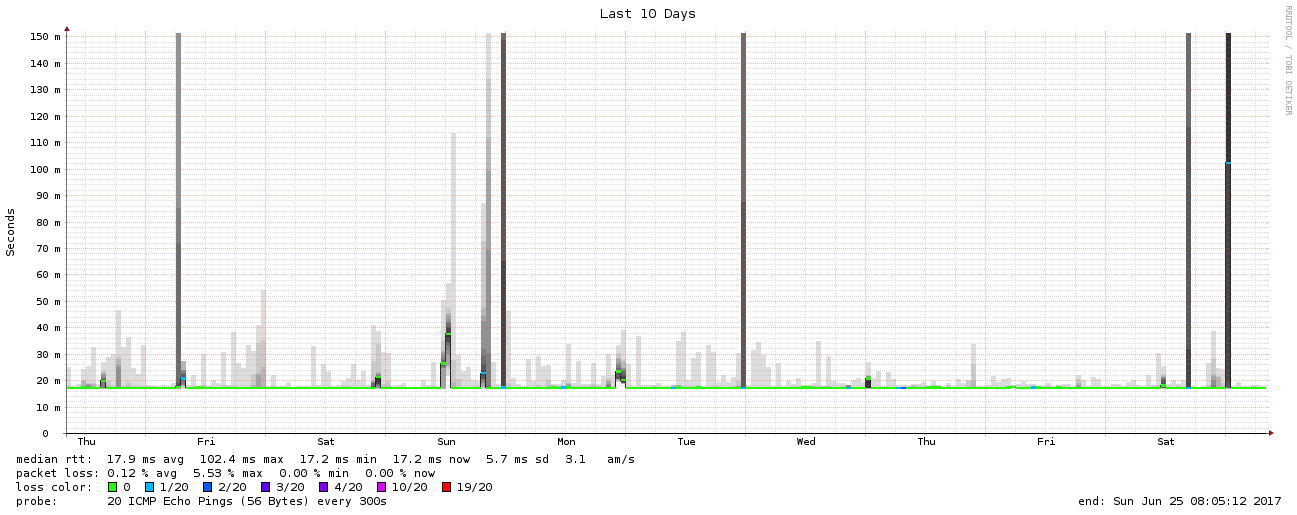 Last 10 Days
RRDTOOL / TOBI OETIKER
Seconds
150 m
140 m
130 m
120 m
110 m
100 m
90 m
80 m
70 m
60 m
50 m
40 m
30 m
20 m
10 m
0
Thu Fri Sat Sun Mon Tue Wed Thu Fri Sat
median rtt: 17.9 ms avg 102.4 ms max 17.2 ms min 17.2 ms now 5.7 ms sd 3.1 am/s
packet loss: 0.12 % avg 5.53 % max 0.00 % min 0.00 % now
loss color: 0 1/20 2/20 3/20 4/20 10/20 19/20
probe: 20 ICMP Echo Pings (56 Bytes) every 300s end: Sun Jun 25 08:05:12 2017